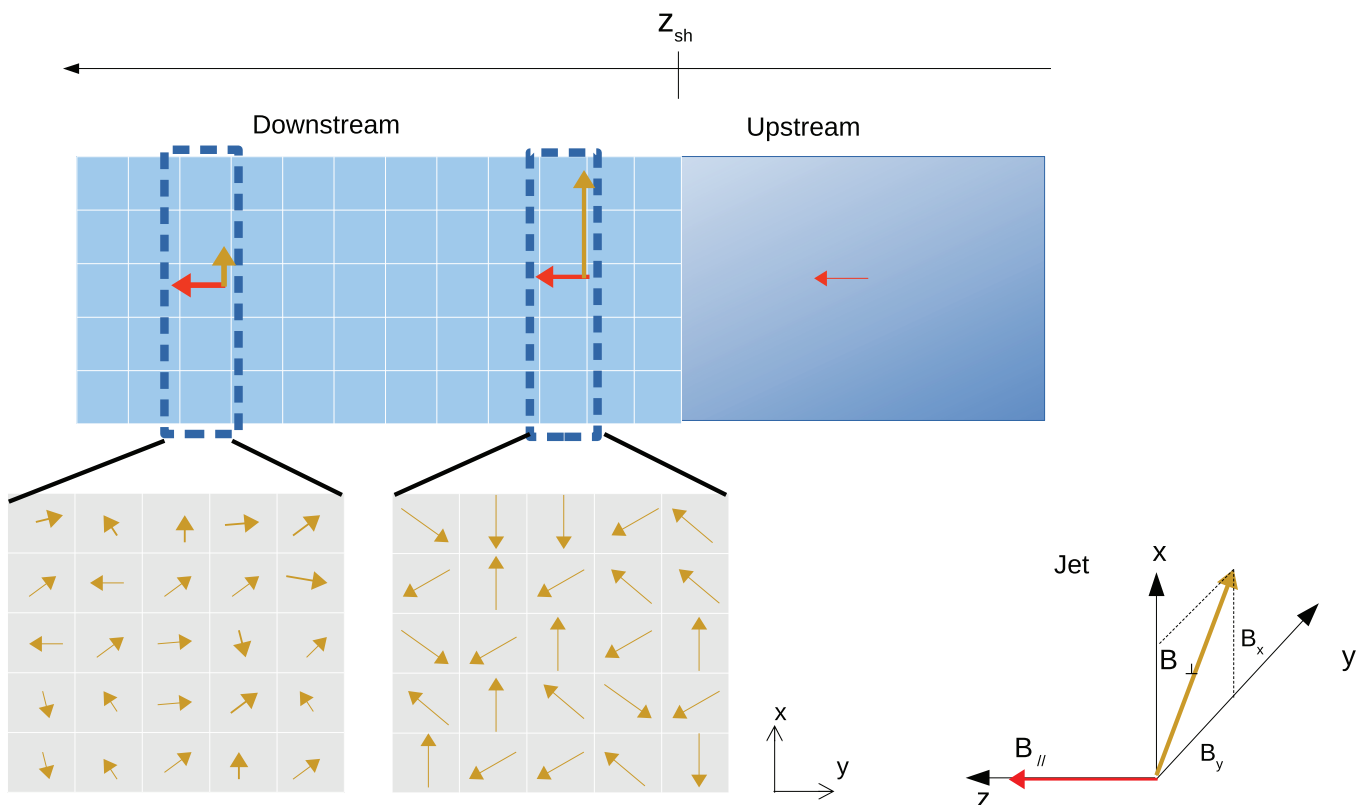 Z_sh
Downstream
Upstream
Jet
x
B_x
B_⊥
y
x
y
B_//
B_y
z